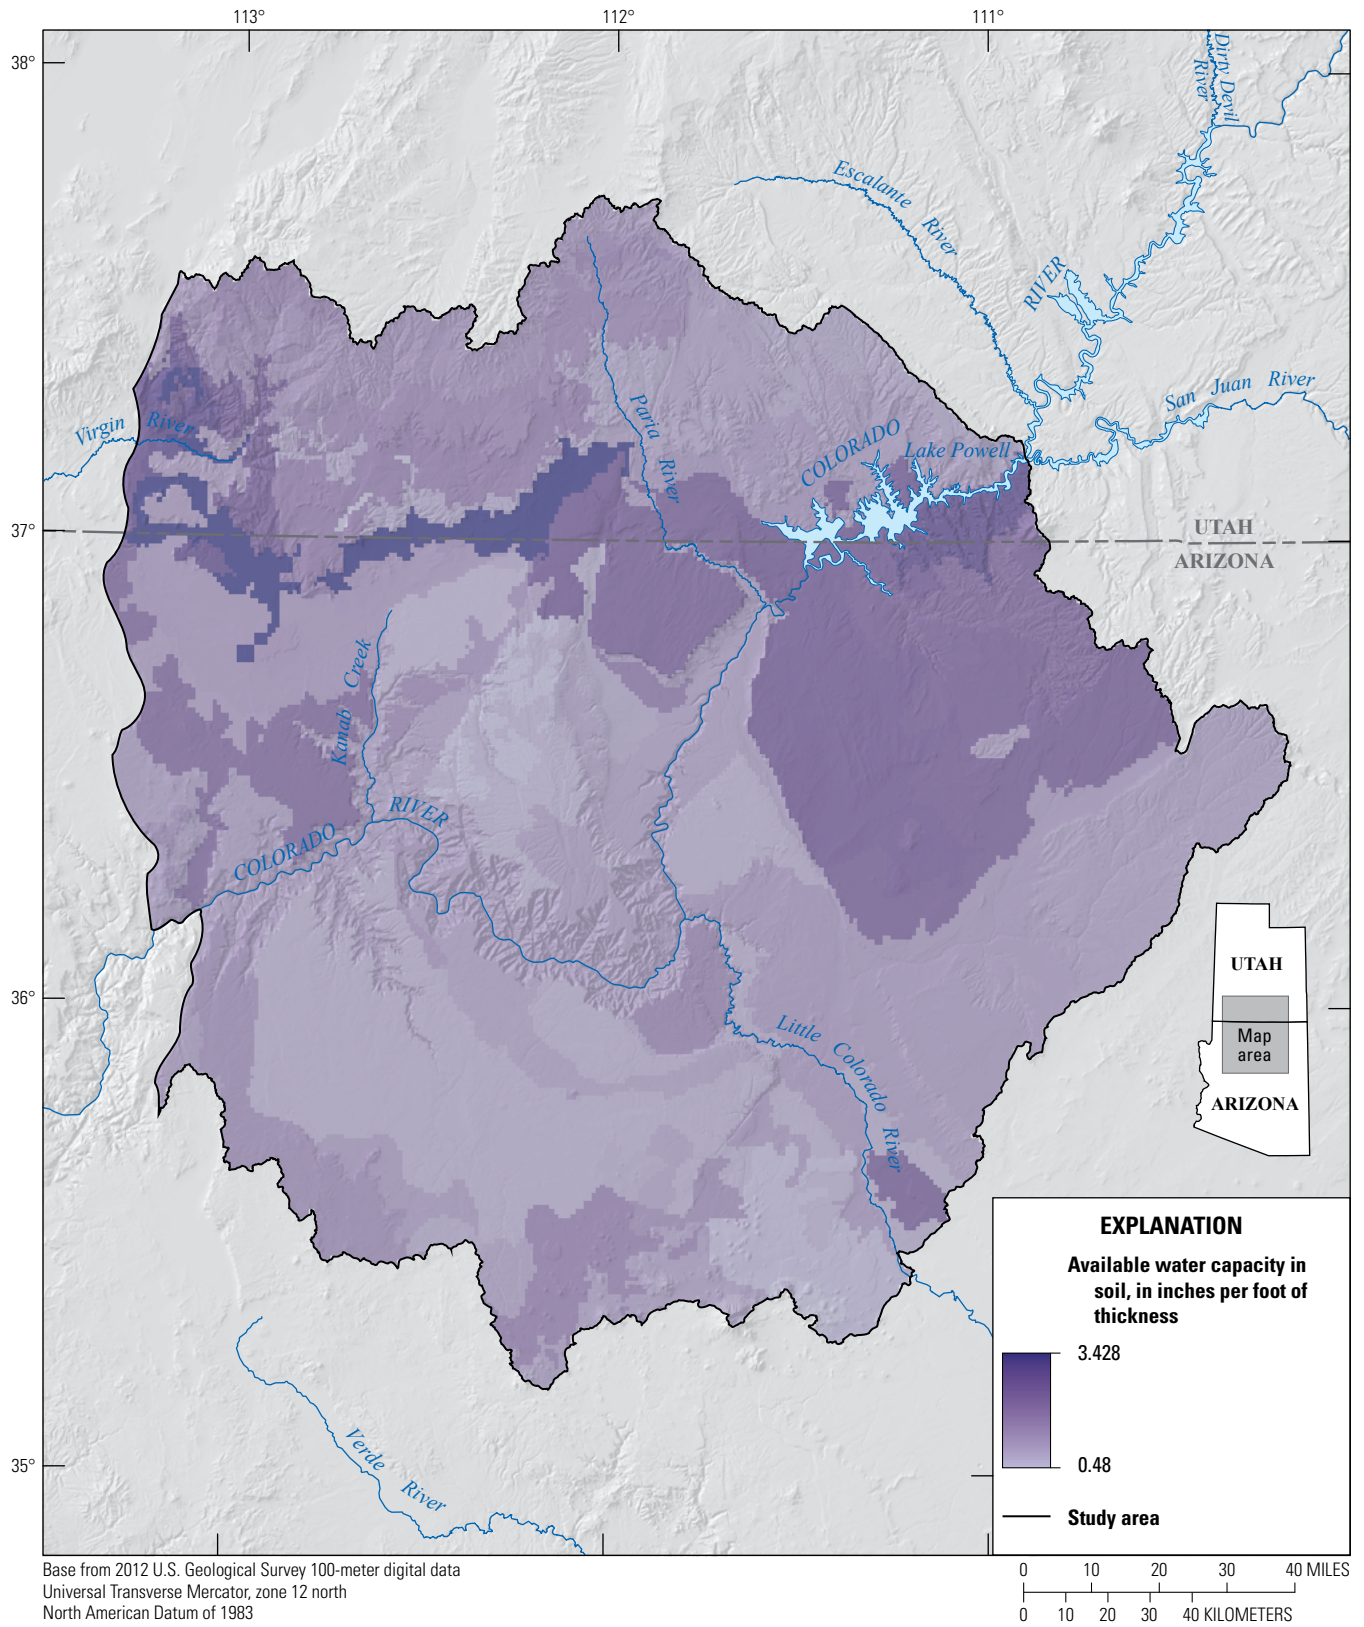 113°
112°
111°
38°
Dirty Devil
River
Escalante
River
RIVER
San Juan River
Virgin River
Paria
River
COLORADO
Lake Powell
37°
UTAH
ARIZONA
Kanab Creek
COLORADO
RIVER
UTAH
Map
area
ARIZONA
36°
Little Colorado
River
EXPLANATION
Available water capacity in
soil, in inches per foot of
thickness
3.428
0.48
Study area
35°
Verde
River
Base from 2012 U.S. Geological Survey 100-meter digital data
Universal Transverse Mercator, zone 12 north
North American Datum of 1983
0 10 20 30 40 MILES
0 10 20 30 40 KILOMETERS